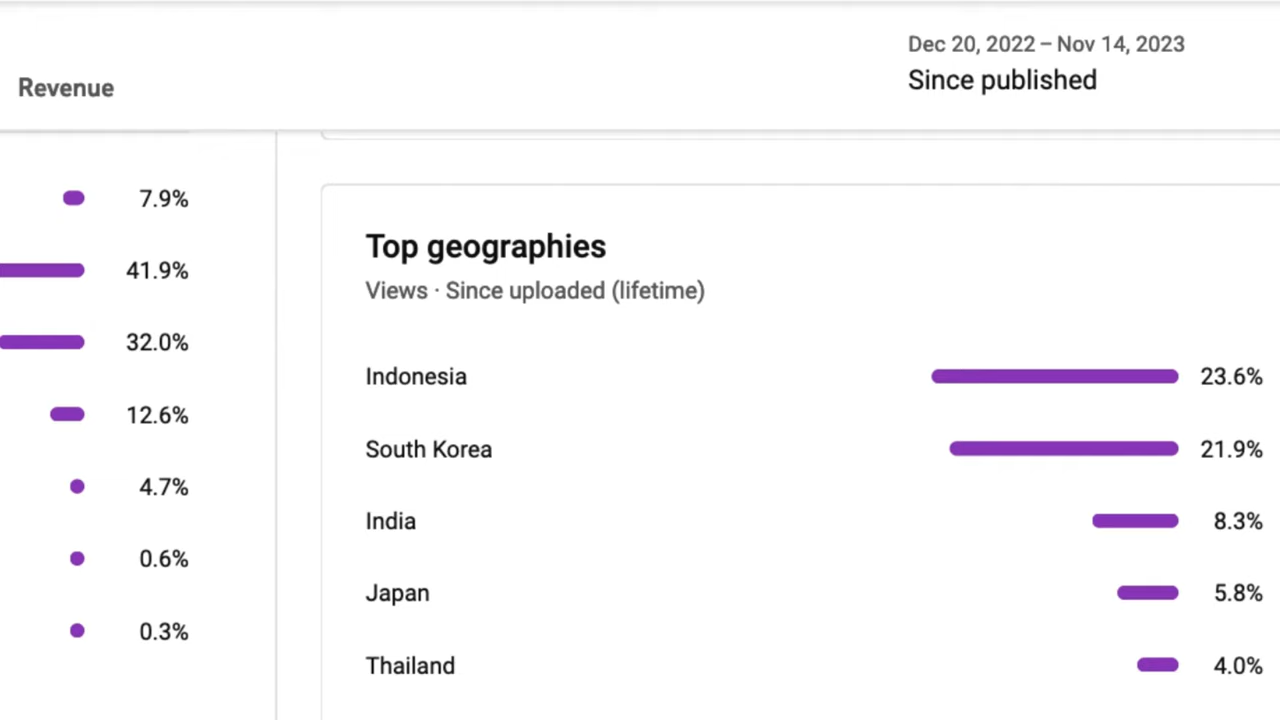 Dec 20, 2022 – Nov 14, 2023
Revenue
Since published
7.9%
41.9%
32.0%
12.6%
4.7%
0.6%
0.3%
Top geographies
Views · Since uploaded (lifetime)
Indonesia 23.6%
South Korea 21.9%
India 8.3%
Japan 5.8%
Thailand 4.0%